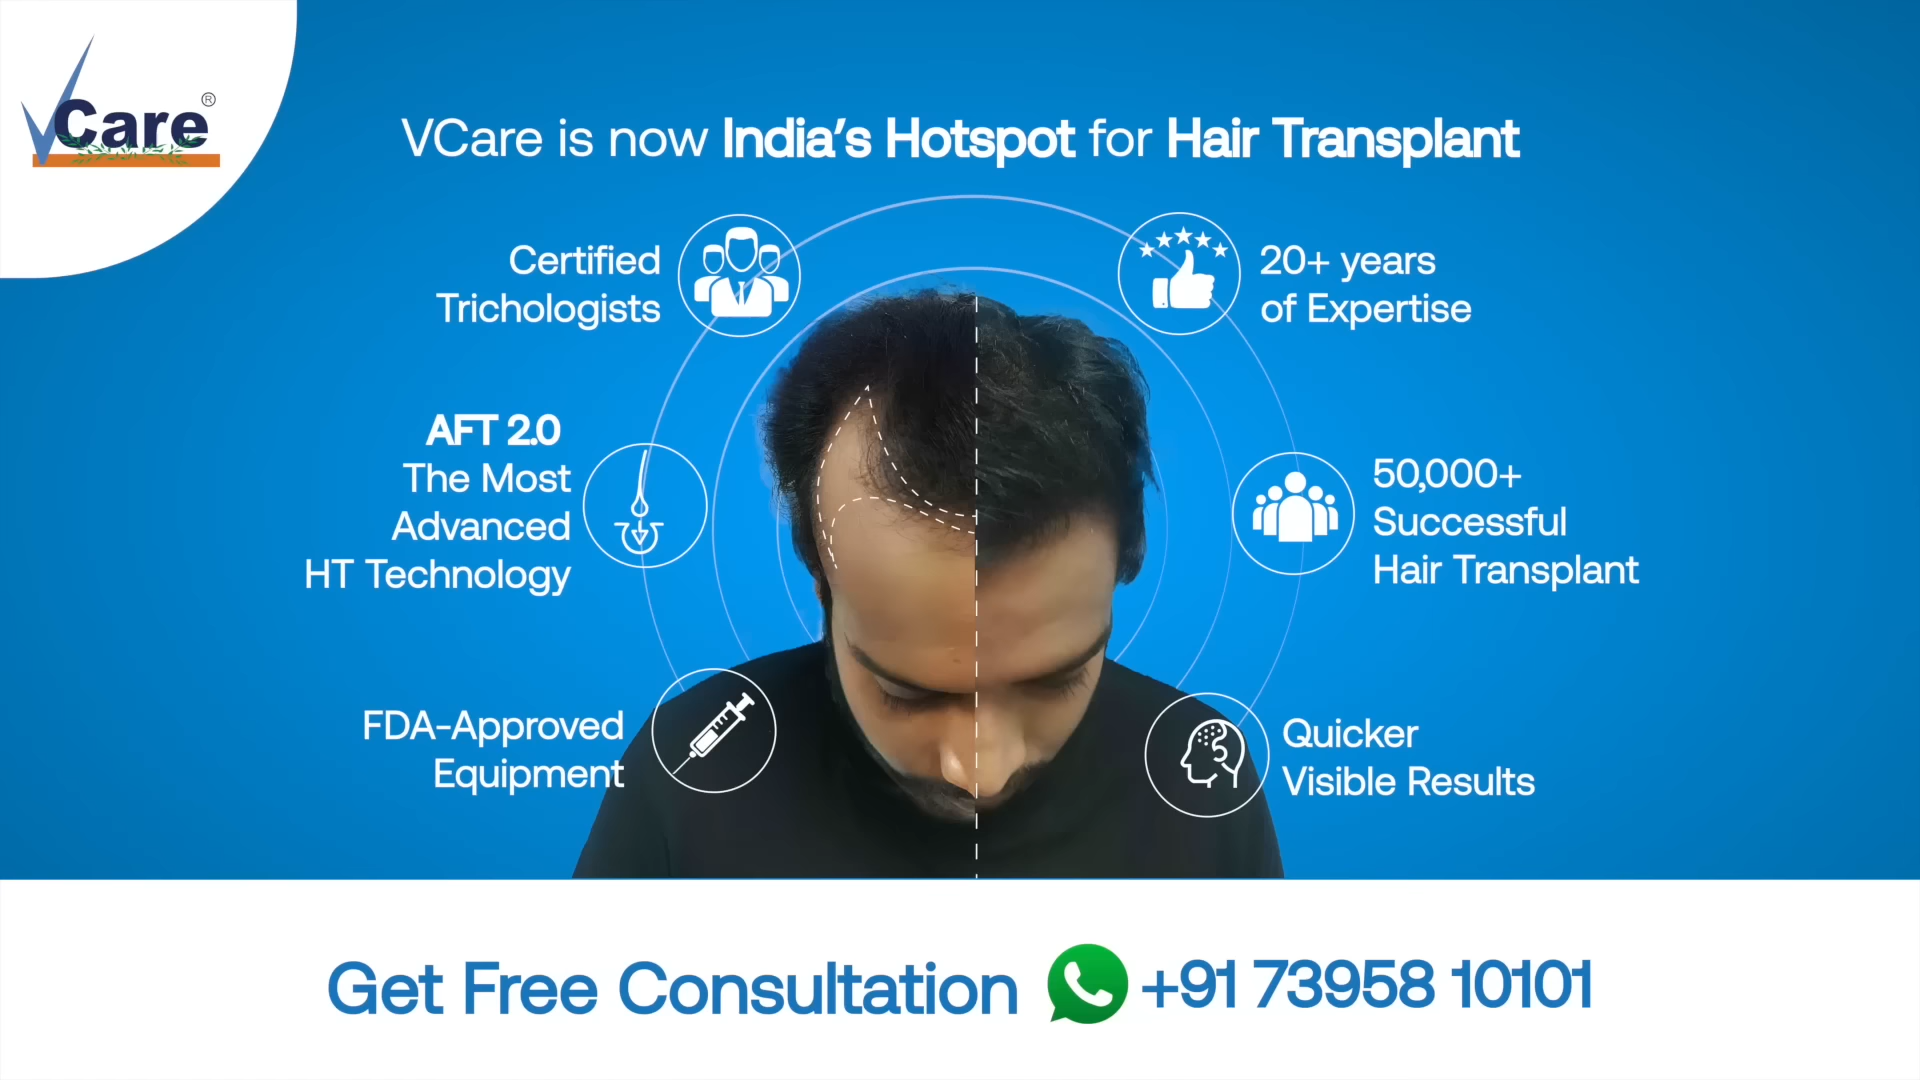 VCare®
VCare is now India's Hotspot for Hair Transplant
Certified
Trichologists
20+ years
of Expertise
AFT 2.0
The Most
Advanced
HT Technology
50,000+
Successful
Hair Transplant
FDA-Approved
Equipment
Quicker
Visible Results
Get Free Consultation +91 73958 10101